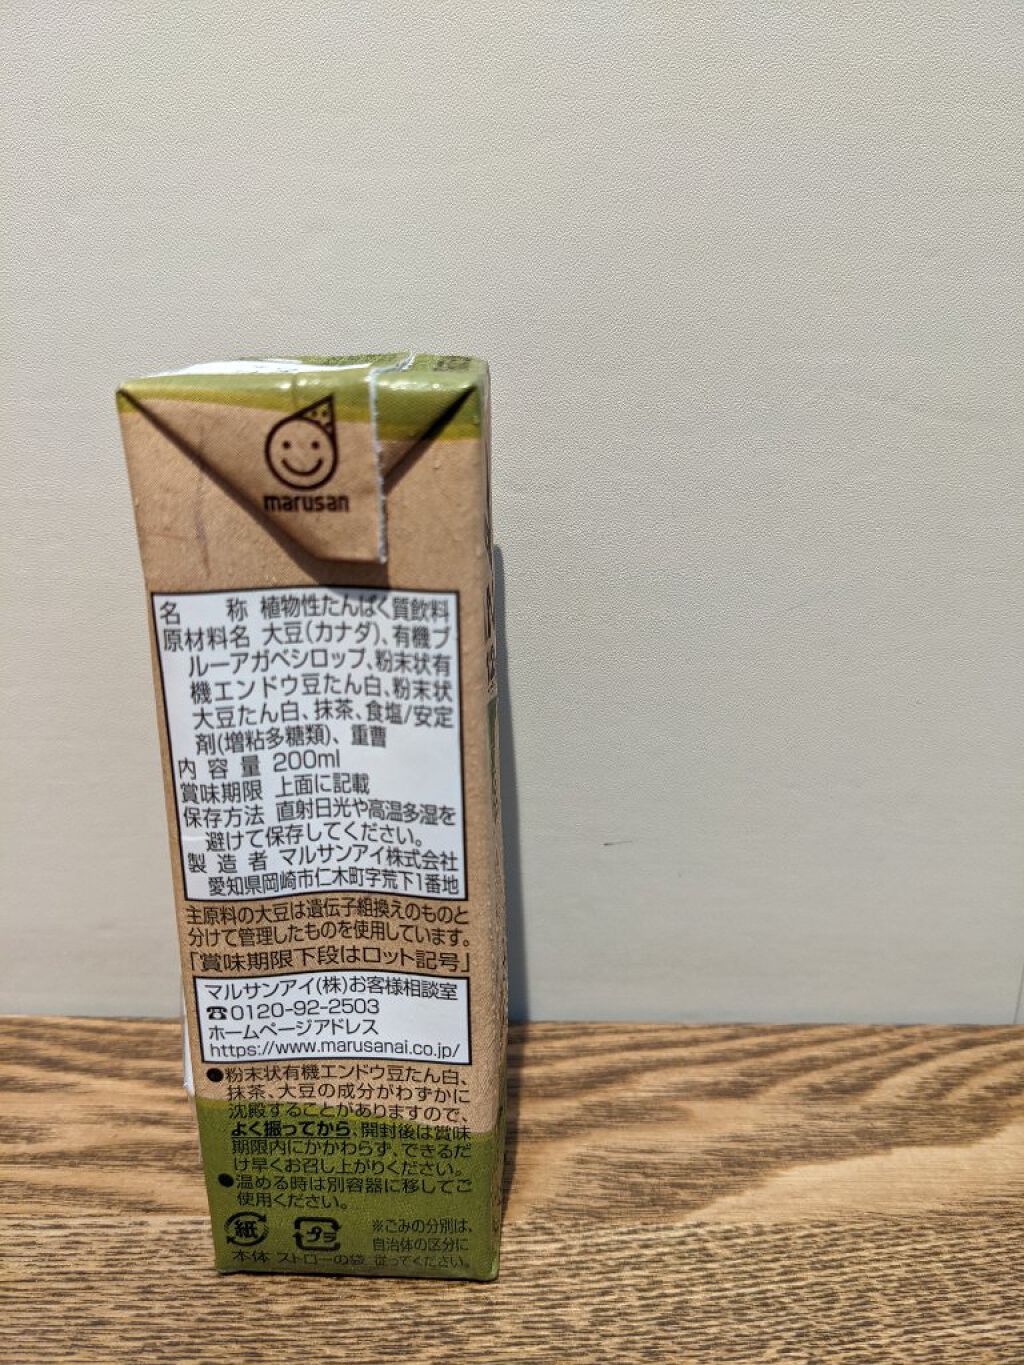 marusan
名 称 植物性たんぱく質飲料
原材料名 大豆(カナダ)、有機ブ
ルーアガベシロップ、粉末状有
機エンドウ豆たん白、粉末状
大豆たん白、抹茶、食塩/安定
剤(増粘多糖類)、重曹
内容量 200ml
賞味期限 上面に記載
保存方法 直射日光や高温多湿を
避けて保存してください。
製造者 マルサンアイ株式会社
愛知県岡崎市仁木町字荒下1番地
主原料の大豆は遺伝子組換えのものと
分けて管理したものを使用しています。
「賞味期限下段はロット記号」
マルサンアイ(株)お客様相談室
☎0120-92-2503
ホームページアドレス
https://www.marusanai.co.jp/
●粉末状有機エンドウ豆たん白、
抹茶、大豆の成分がわずかに
沈殿することがありますので、
よく振ってから、開封後は賞味
期限内にかかわらず、できるだ
け早くお召し上がりください。
●温める時は別容器に移してご
使用ください。
紙 プラ ※ごみの分別は、
自治体の区分に
本体 ストローの袋 従ってください。